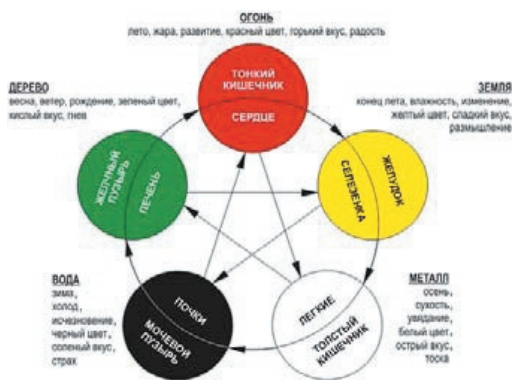 ОГОНЬ
лето, жара, развитие, красный цвет, горький вкус, радость
ТОНКИЙ
КИШЕЧНИК
СЕРДЦЕ
ДЕРЕВО
весна, ветер, рождение, зеленый цвет,
кислый вкус, гнев
ЖЕЛЧНЫЙ
ПУЗЫРЬ
ПЕЧЕНЬ
ЗЕМЛЯ
конец лета, влажность, изменение,
желтый цвет, сладкий вкус,
размышление
ЖЕЛУДОК
СЕЛЕЗЕНКА
ВОДА
зима,
холод,
исчезновение,
черный цвет,
соленый вкус,
страх
ПОЧКИ
МОЧЕВОЙ
ПУЗЫРЬ
ЛЕГКИЕ
ТОЛСТЫЙ
КИШЕЧНИК
МЕТАЛЛ
осень,
сухость,
увядание,
белый цвет,
острый вкус,
тоска